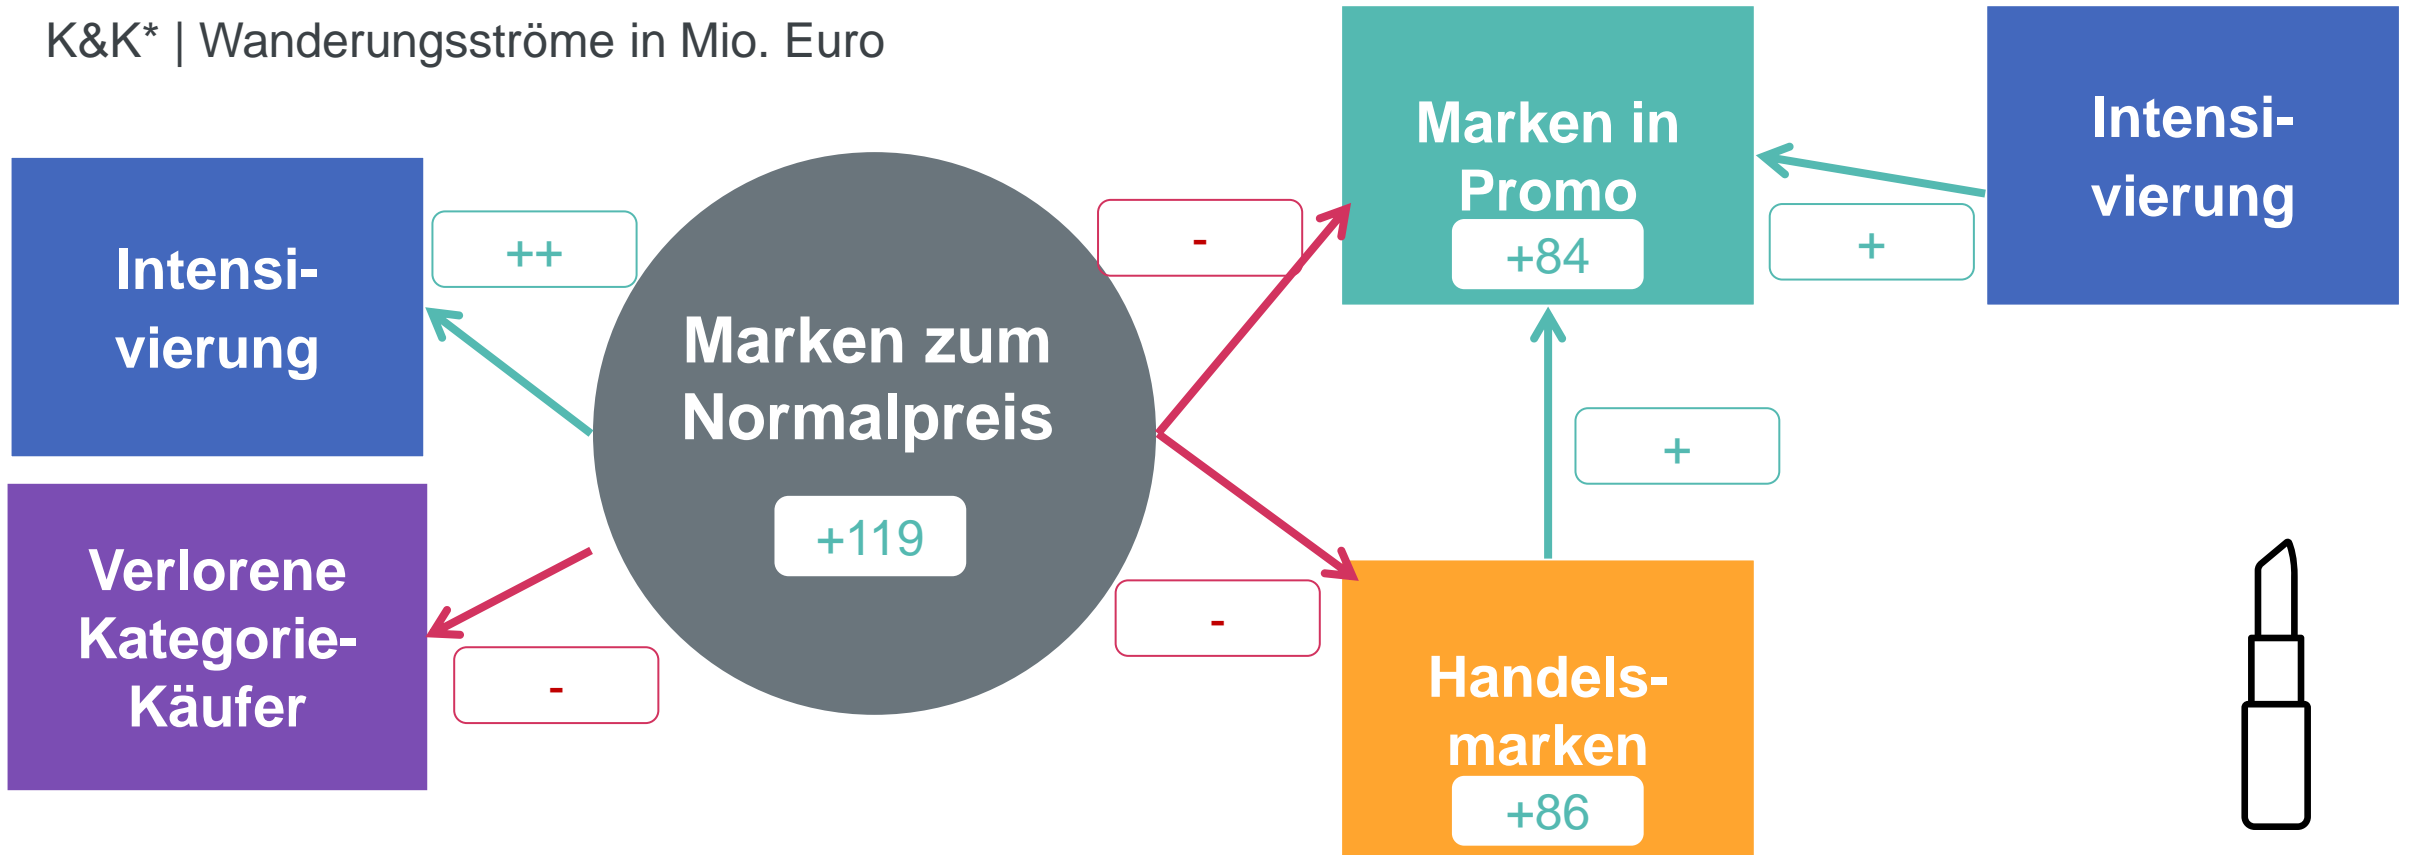 K&K* | Wanderungsströme in Mio. Euro
Intensi-
vierung
++
Verlorene
Kategorie-
Käufer
-
Marken zum
Normalpreis
+119
-
-
Marken in
Promo
+84
+
Handels-
marken
+86
+
Intensi-
vierung